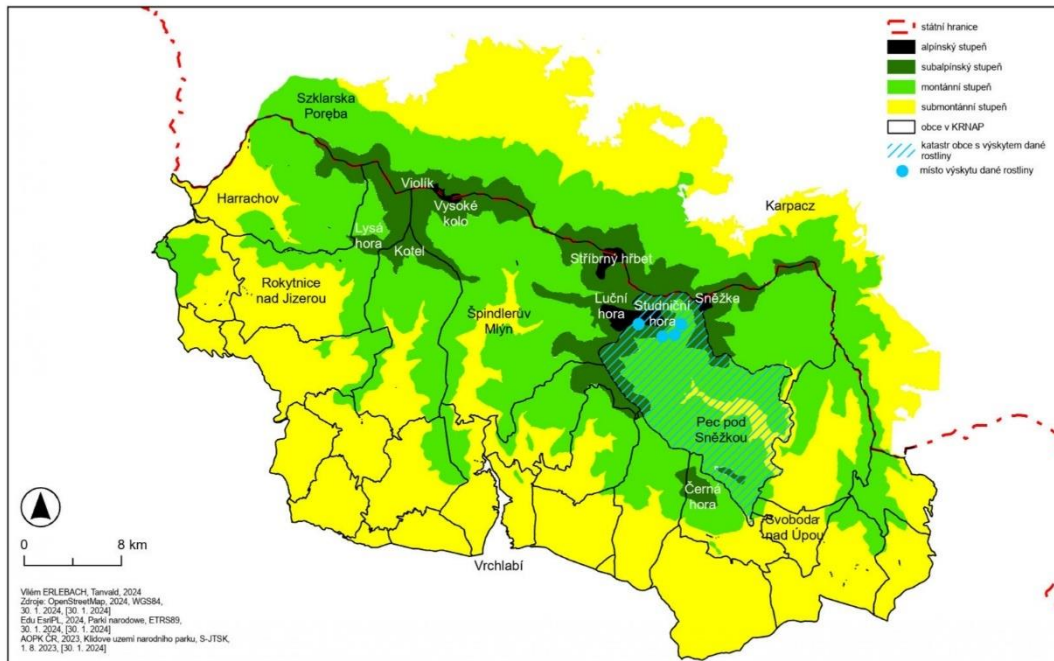 státní hranice
alpínský stupeň
subalpínský stupeň
montánní stupeň
submontánní stupeň
obce v KRNAP
katastr obce s výskytem dané
rostliny
místo výskytu dané rostliny
Szklarska
Poręba
Harrachov
Violík
Vysoké
kolo
Karpacz
Lysá
hora
Kotel
Stříbrný hřbet
Rokytnice
nad Jizerou
Luční
hora
Studniční
hora
Sněžka
Špindlerův
Mlýn
Pec pod
Sněžkou
Černá
hora
Svoboda
nad Úpou
Vrchlabí
0 8 km
Vilém ERLEBACH, Tanvald, 2024
Zdroje: OpenStreetMap, 2024, WGS84,
30. 1. 2024, [30. 1. 2024]
Edu EsriPL, 2024, Parki narodowe, ETRS89,
30. 1. 2024, [30. 1. 2024]
AOPK ČR, 2023, Klidove uzemi narodniho parku, S-JTSK,
1. 8. 2023, [30. 1. 2024]